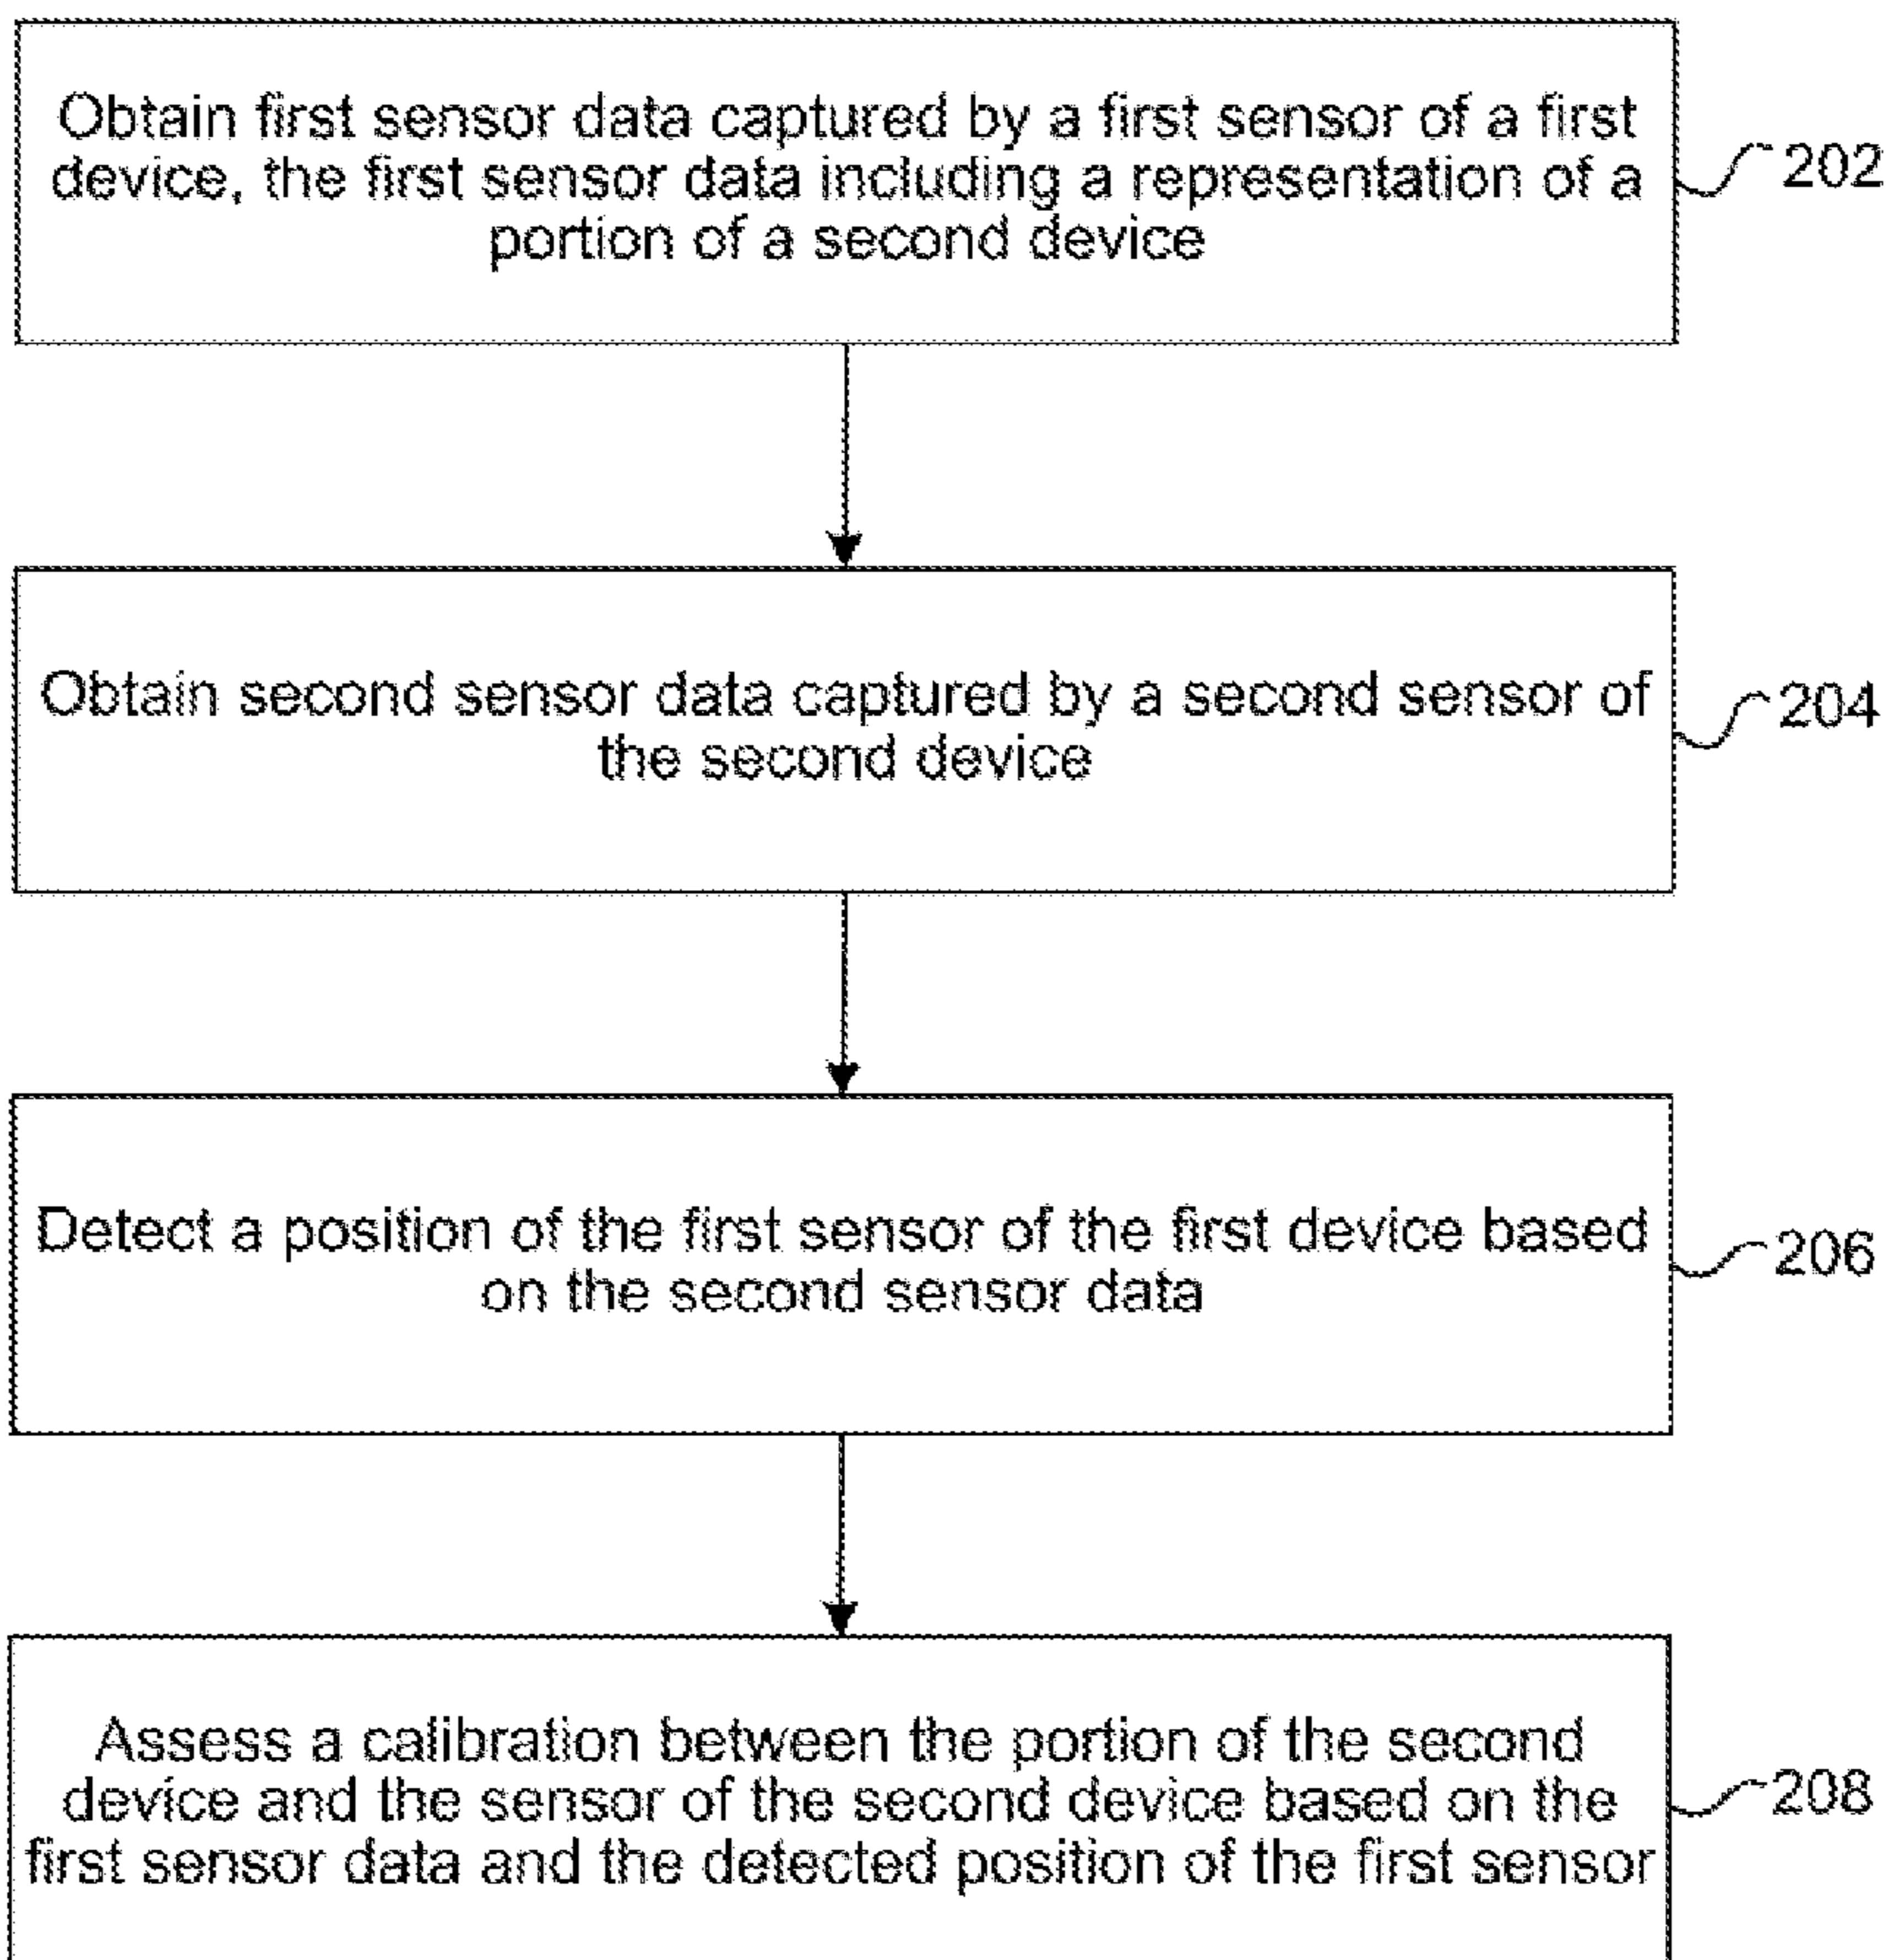 Obtain first sensor data captured by a first sensor of a first
device, the first sensor data including a representation of a
portion of a second device
202
Obtain second sensor data captured by a second sensor of
the second device
204
Detect a position of the first sensor of the first device based
on the second sensor data
206
Assess a calibration between the portion of the second
device and the sensor of the second device based on the
first sensor data and the detected position of the first sensor
208